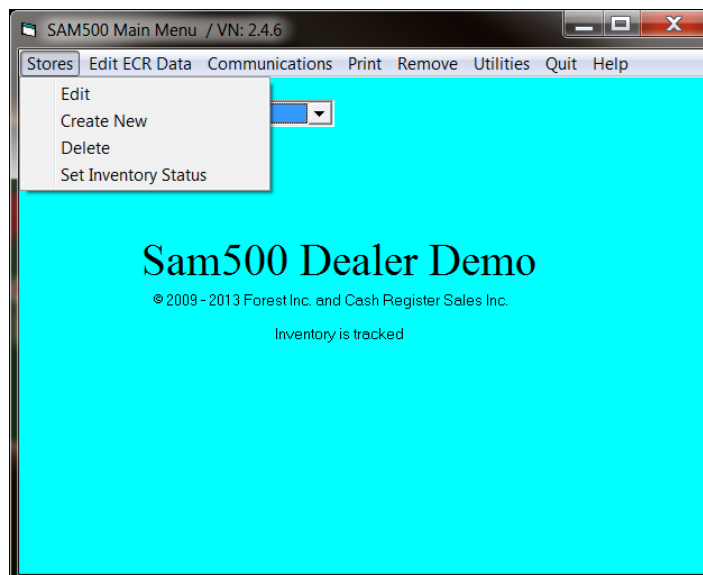 SAM500 Main Menu / VN: 2.4.6
Stores Edit ECR Data Communications Print Remove Utilities Quit Help
Edit
Create New
Delete
Set Inventory Status
Sam500 Dealer Demo
© 2009 - 2013 Forest Inc. and Cash Register Sales Inc.
Inventory is tracked